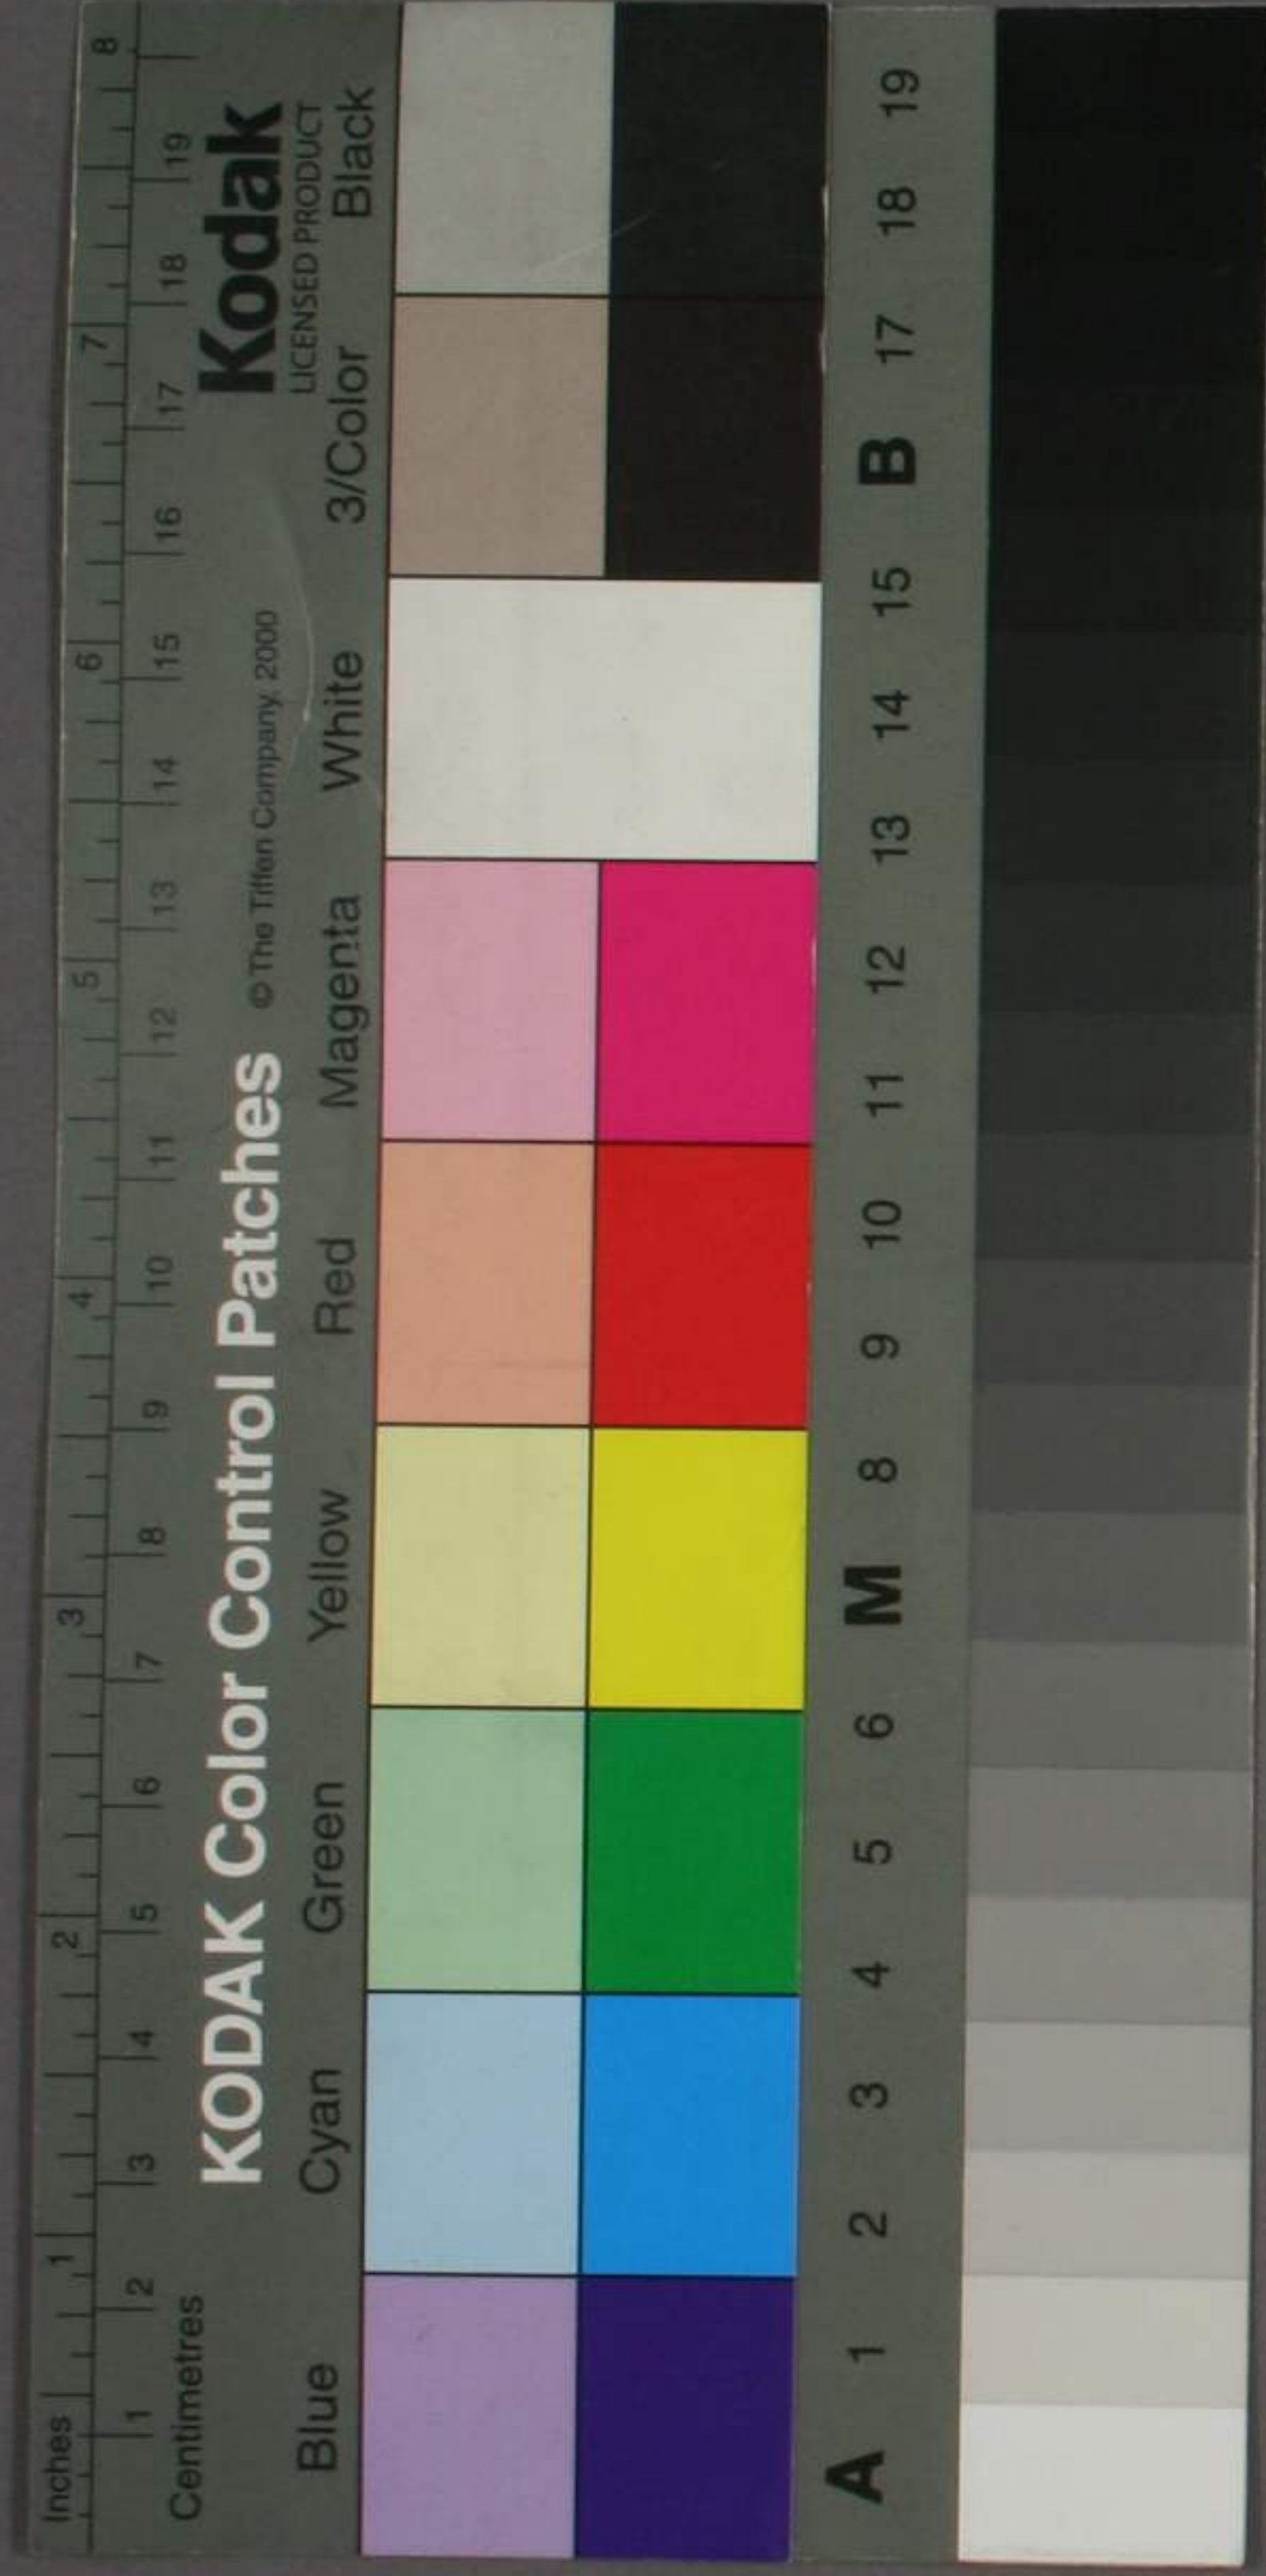 Inches 1 2 3 4 5 6 7 8
Centimetres 1 2 3 4 5 6 7 8 9 10 11 12 13 14 15 16 17 18 19
KODAK Color Control Patches © The Tiffen Company, 2000 Kodak
LICENSED PRODUCT
Blue Cyan Green Yellow Red Magenta White 3/Color Black
A 1 2 3 4 5 6 M 8 9 10 11 12 13 14 15 B 17 18 19